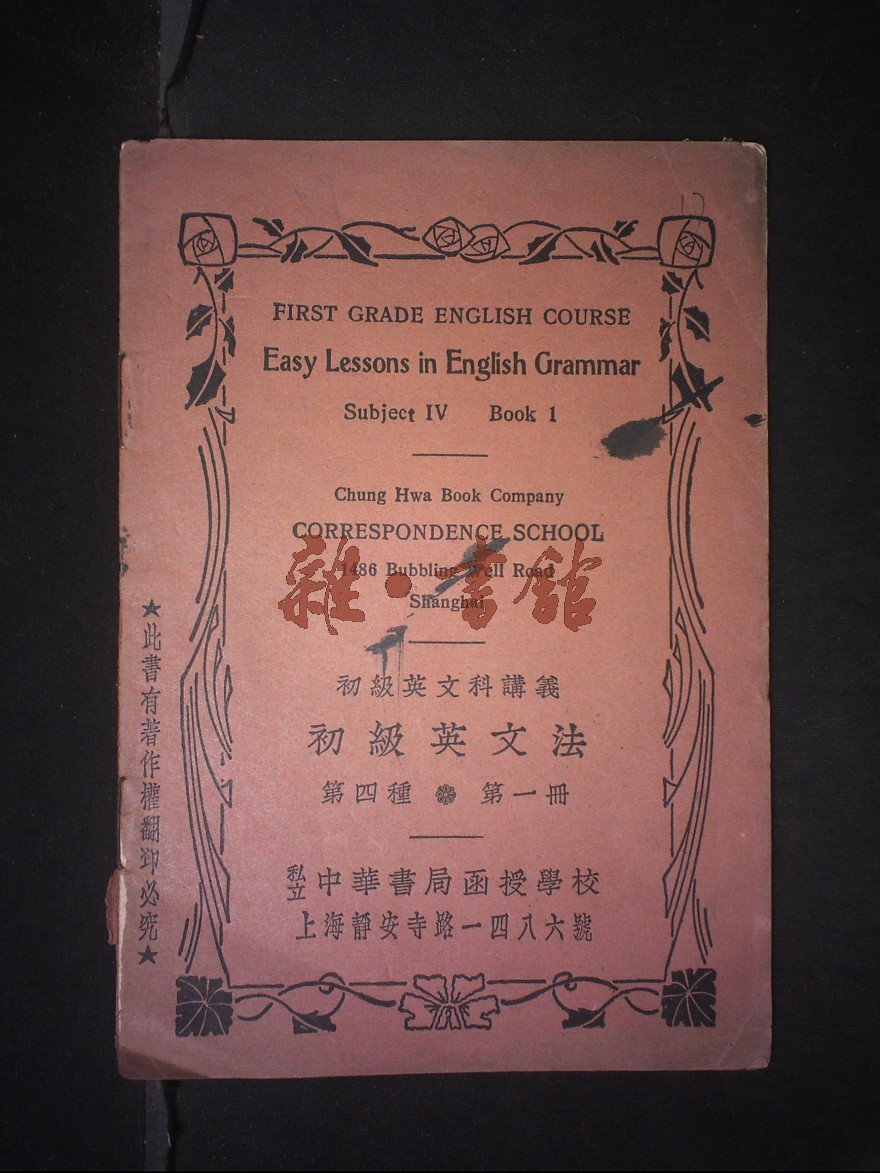 17
FIRST GRADE ENGLISH COURSE
Easy Lessons in English Grammar
Subject IV Book 1
Chung Hwa Book Company
CORRESPONDENCE SCHOOL
1486 Bubbling Well Road
Shanghai
雜·書館
初級英文科講義
初級英文法
第四種 第一冊
私立中華書局函授學校
上海靜安寺路一四八六號
★此書有著作權翻印必究★